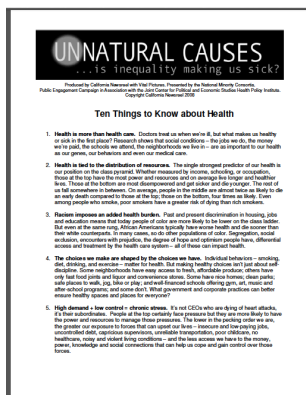 UNNATURAL CAUSES
...is inequality making us sick?
Produced by California Newsreel with Vital Pictures. Presented by the National Minority Consortia.
Public Engagement Campaign in Association with the Joint Center for Political and Economic Studies Health Policy Institute.
Copyright California Newsreel 2008
Ten Things to Know about Health
1. Health is more than health care. Doctors treat us when we're ill, but what makes us healthy
or sick in the first place? Research shows that social conditions – the jobs we do, the money
we're paid, the schools we attend, the neighborhoods we live in – are as important to our health
as our genes, our behaviors and even our medical care.
2. Health is tied to the distribution of resources. The single strongest predictor of our health is
our position on the class pyramid. Whether measured by income, schooling, or occupation,
those at the top have the most power and resources and on average live longer and healthier
lives. Those at the bottom are most disempowered and get sicker and die younger. The rest of
us fall somewhere in between. On average, people in the middle are almost twice as likely to die
an early death compared to those at the top; those on the bottom, four times as likely. Even
among people who smoke, poor smokers have a greater risk of dying than rich smokers.
3. Racism imposes an added health burden. Past and present discrimination in housing, jobs
and education means that today people of color are more likely to be lower on the class ladder.
But even at the same rung, African Americans typically have worse health and die sooner than
their white counterparts. In many cases, so do other populations of color. Segregation, social
exclusion, encounters with prejudice, the degree of hope and optimism people have, differential
access and treatment by the health care system – all of these can impact health.
4. The choices we make are shaped by the choices we have. Individual behaviors – smoking,
diet, drinking, and exercise – matter for health. But making healthy choices isn't just about self-
discipline. Some neighborhoods have easy access to fresh, affordable produce; others have
only fast food joints and liquor and convenience stores. Some have nice homes; clean parks;
safe places to walk, jog, bike or play; and well-financed schools offering gym, art, music and
after-school programs; and some don't. What government and corporate practices can better
ensure healthy spaces and places for everyone?
5. High demand + low control = chronic stress. It's not CEOs who are dying of heart attacks,
it's their subordinates. People at the top certainly face pressure but they are more likely to have
the power and resources to manage those pressures. The lower in the pecking order we are,
the greater our exposure to forces that can upset our lives – insecure and low-paying jobs,
uncontrolled debt, capricious supervisors, unreliable transportation, poor childcare, no
healthcare, noisy and violent living conditions – and the less access we have to the money,
power, knowledge and social connections that can help us cope and gain control over those
forces.